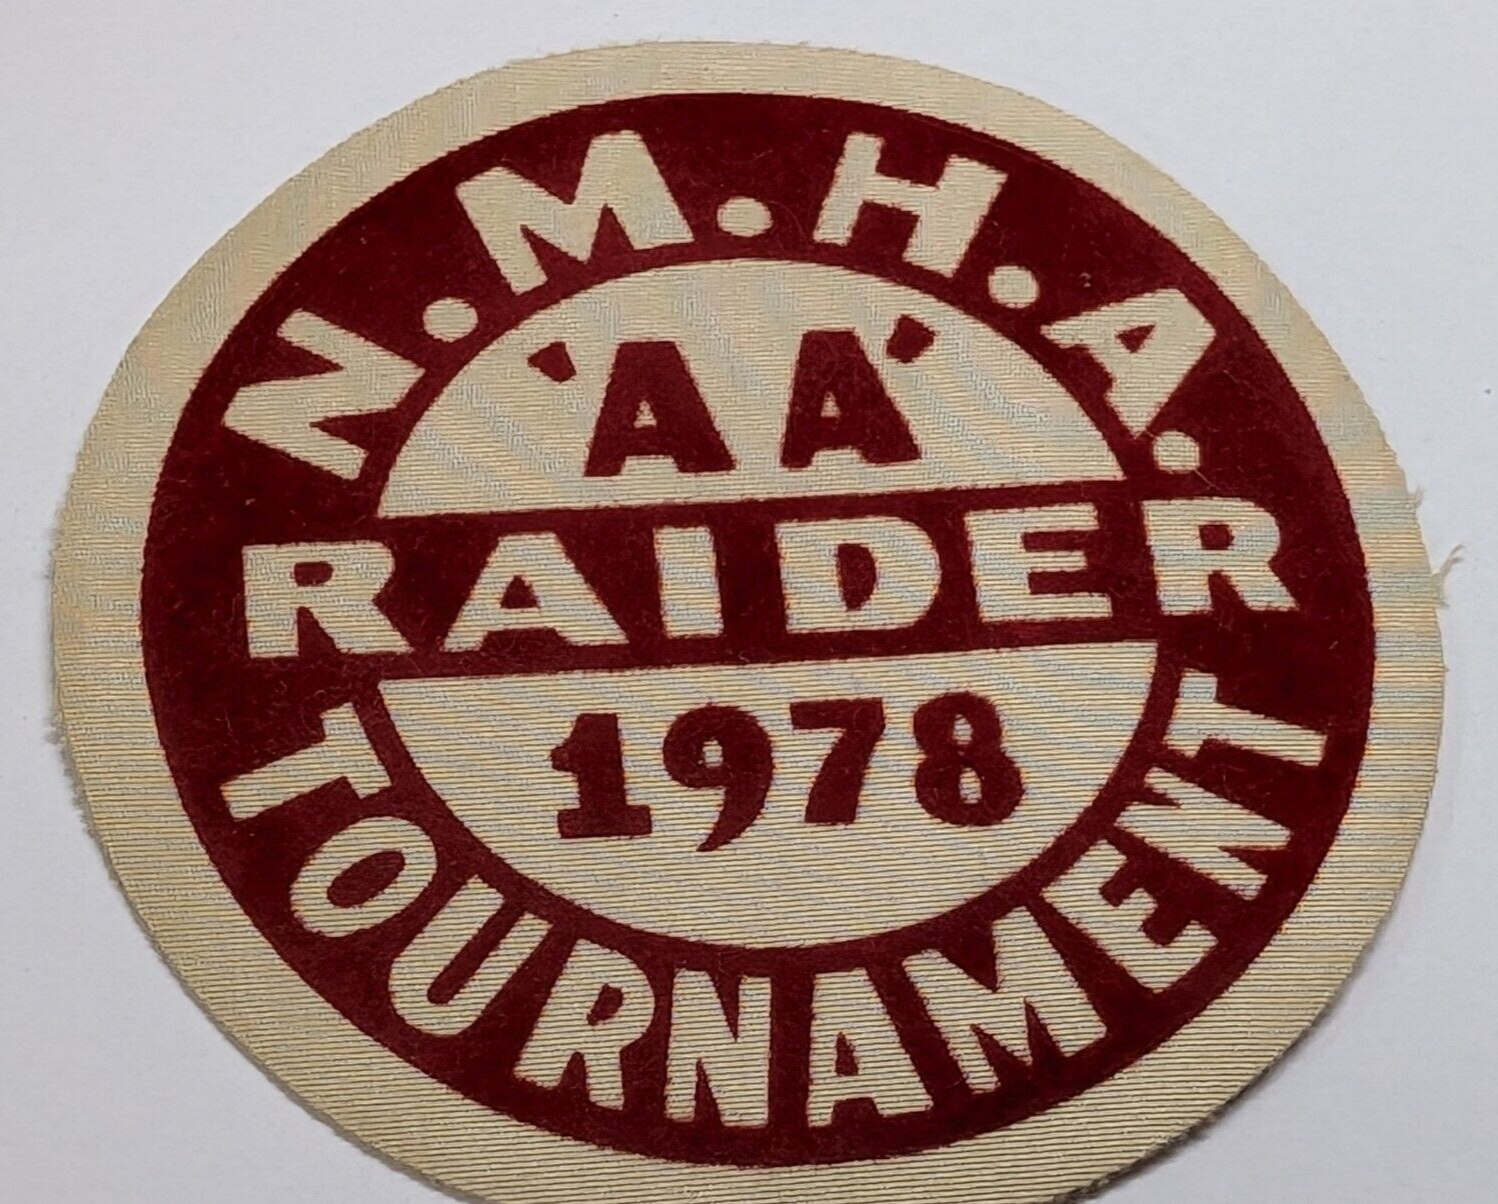 N.M.H.A.
'AA'
RAIDER
1978
TOURNAMENT